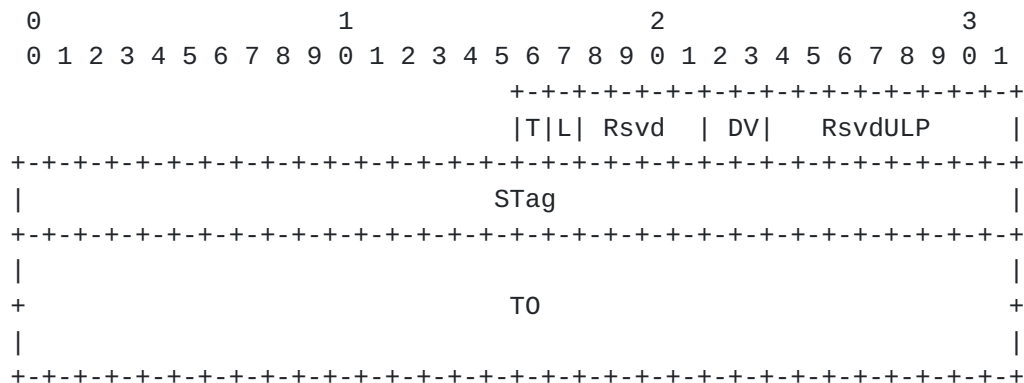 0                   1                   2                   3
 0 1 2 3 4 5 6 7 8 9 0 1 2 3 4 5 6 7 8 9 0 1 2 3 4 5 6 7 8 9 0 1
                                +-+-+-+-+-+-+-+-+-+-+-+-+-+-+-+-+
                                |T|L| Rsvd  | DV|   RsvdULP     |
+-+-+-+-+-+-+-+-+-+-+-+-+-+-+-+-+-+-+-+-+-+-+-+-+-+-+-+-+-+-+-+-+
|                              STag                             |
+-+-+-+-+-+-+-+-+-+-+-+-+-+-+-+-+-+-+-+-+-+-+-+-+-+-+-+-+-+-+-+-+
|                                                               |
+                               TO                              +
|                                                               |
+-+-+-+-+-+-+-+-+-+-+-+-+-+-+-+-+-+-+-+-+-+-+-+-+-+-+-+-+-+-+-+-+